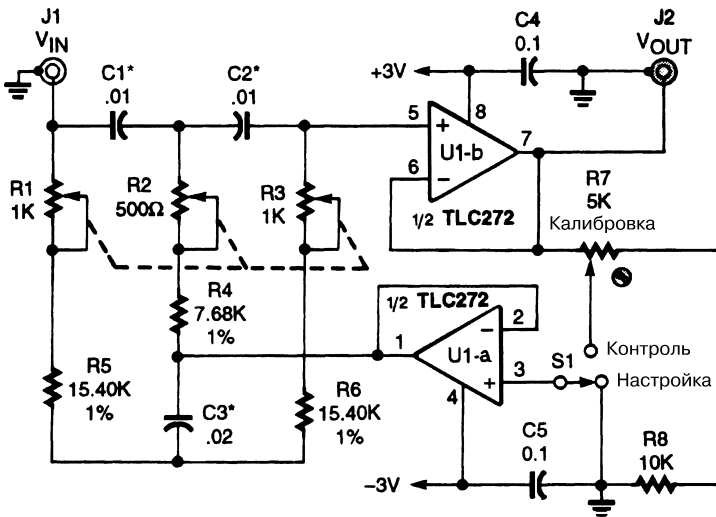 J1
V_IN
C1*
.01
C2*
.01
+3V
C4
0.1
J2
V_OUT
R1
1K
R2
500Ω
R3
1K
5
+
8
U1-b
7
6
−
1/2 TLC272
R7
5K
Калибровка
R4
7.68K
1%
1/2 TLC272
1
−
2
U1-a
+
3
4
S1
Контроль
Настройка
R5
15.40K
1%
C3*
.02
R6
15.40K
1%
−3V
C5
0.1
R8
10K